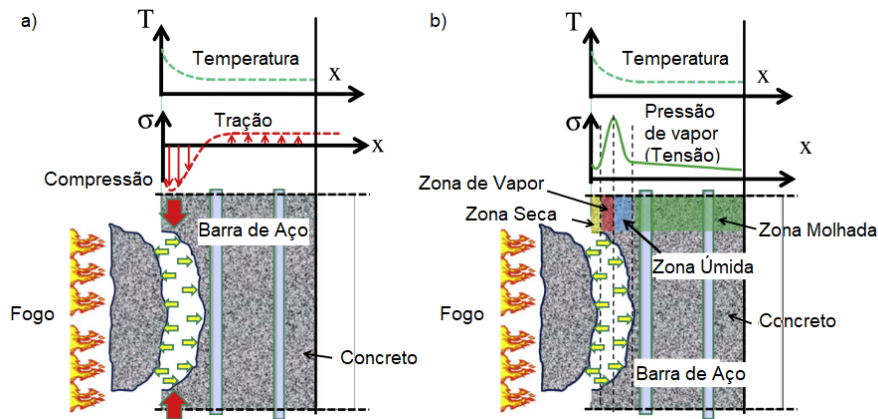 a)
T
Temperatura
x
σ
Tração
x
Compressão
Barra de Aço
Fogo
Concreto
b)
T
Temperatura
x
σ
Pressão
de vapor
(Tensão)
x
Zona de Vapor
Zona Seca
Zona Molhada
Zona Úmida
Fogo
Concreto
Barra de Aço